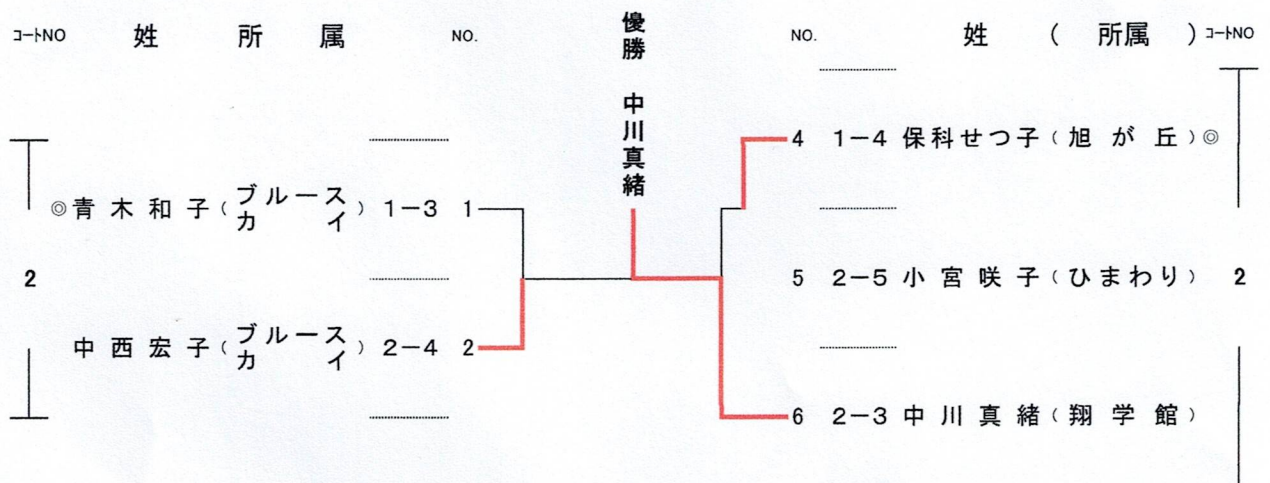 コートNO 姓 所 属 NO. NO. 姓 ( 所属 ) コートNO
優勝 中川真緒
◎ 青木和子 ( ブルースカイ ) 1−3 1
2
中西宏子 ( ブルースカイ ) 2−4 2
4 1−4 保科せつ子 ( 旭が丘 ) ◎
5 2−5 小宮咲子 ( ひまわり ) 2
6 2−3 中川真緒 ( 翔学館 )